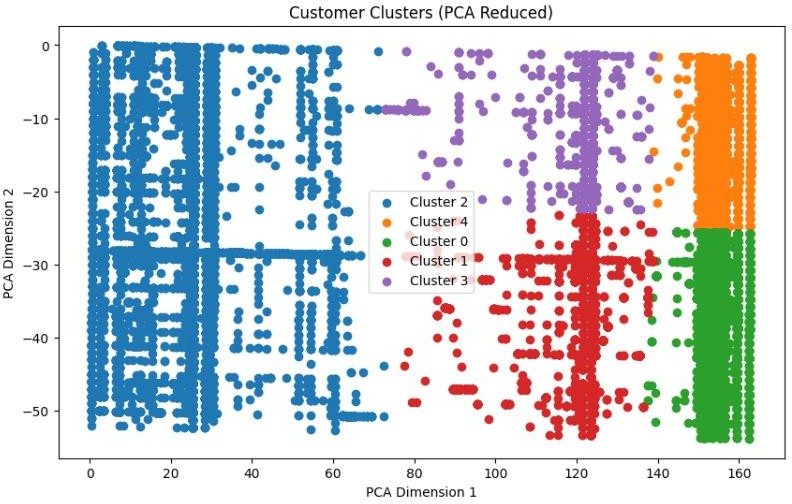 Customer Clusters (PCA Reduced)
0
−10
−20
−30
−40
−50
PCA Dimension 2
Cluster 2
Cluster 4
Cluster 0
Cluster 1
Cluster 3
0 20 40 60 80 100 120 140 160
PCA Dimension 1